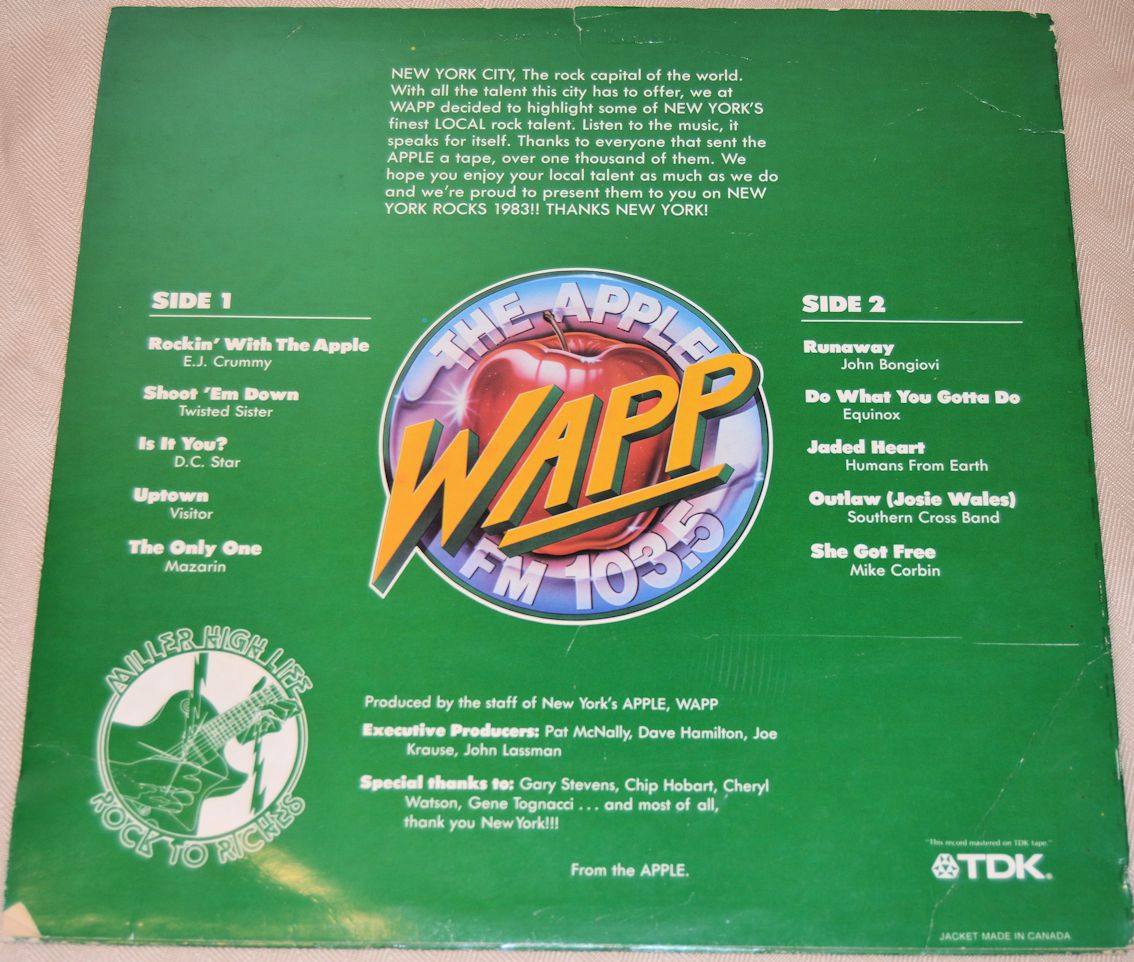 NEW YORK CITY, The rock capital of the world.
With all the talent this city has to offer, we at
WAPP decided to highlight some of NEW YORK'S
finest LOCAL rock talent. Listen to the music, it
speaks for itself. Thanks to everyone that sent the
APPLE a tape, over one thousand of them. We
hope you enjoy your local talent as much as we do
and we're proud to present them to you on NEW
YORK ROCKS 1983!! THANKS NEW YORK!
SIDE 1
Rockin' With The Apple
E.J. Crummy
Shoot 'Em Down
Twisted Sister
Is It You?
D.C. Star
Uptown
Visitor
The Only One
Mazarin
THE APPLE
WAPP
FM 103.5
SIDE 2
Runaway
John Bongiovi
Do What You Gotta Do
Equinox
Jaded Heart
Humans From Earth
Outlaw (Josie Wales)
Southern Cross Band
She Got Free
Mike Corbin
MILLER HIGH LIFE
ROCK TO RICHES
Produced by the staff of New York's APPLE, WAPP
Executive Producers: Pat McNally, Dave Hamilton, Joe
Krause, John Lassman
Special thanks to: Gary Stevens, Chip Hobart, Cheryl
Watson, Gene Tognacci . . . and most of all,
thank you New York!!!
From the APPLE.
"This record mastered on TDK tape."
TDK.
JACKET MADE IN CANADA